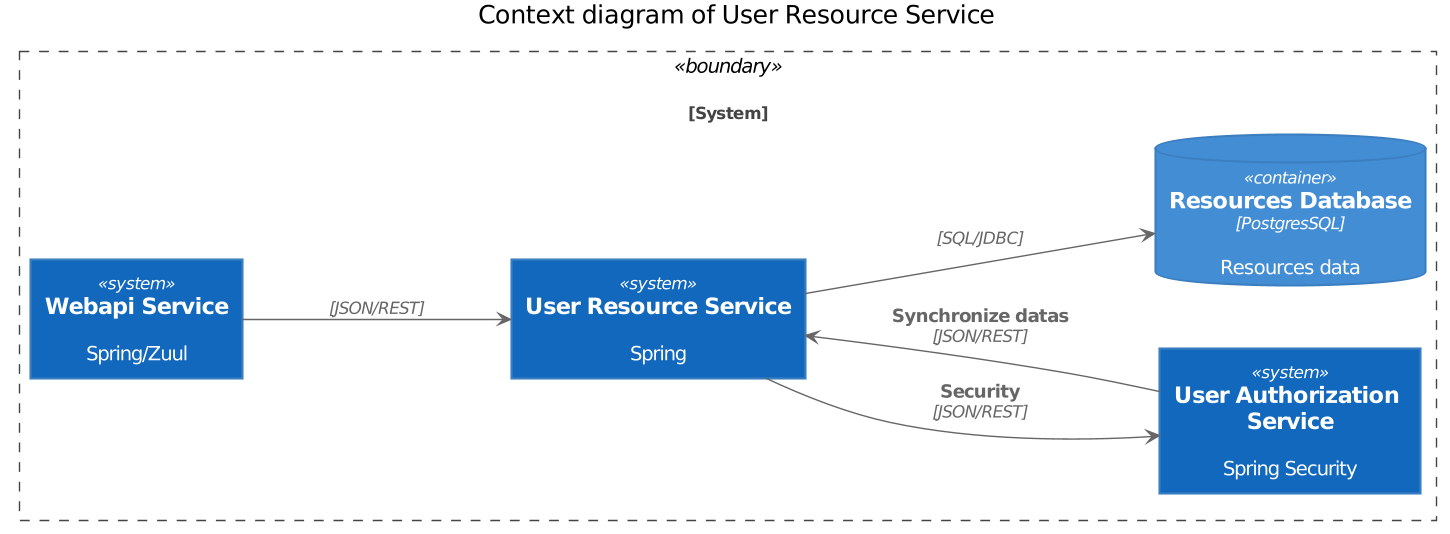 Context diagram of User Resource Service
«boundary»
[System]
«system»
Webapi Service
Spring/Zuul
[JSON/REST]
«system»
User Resource Service
Spring
[SQL/JDBC]
«container»
Resources Database
[PostgresSQL]
Resources data
Synchronize datas
[JSON/REST]
Security
[JSON/REST]
«system»
User Authorization
Service
Spring Security